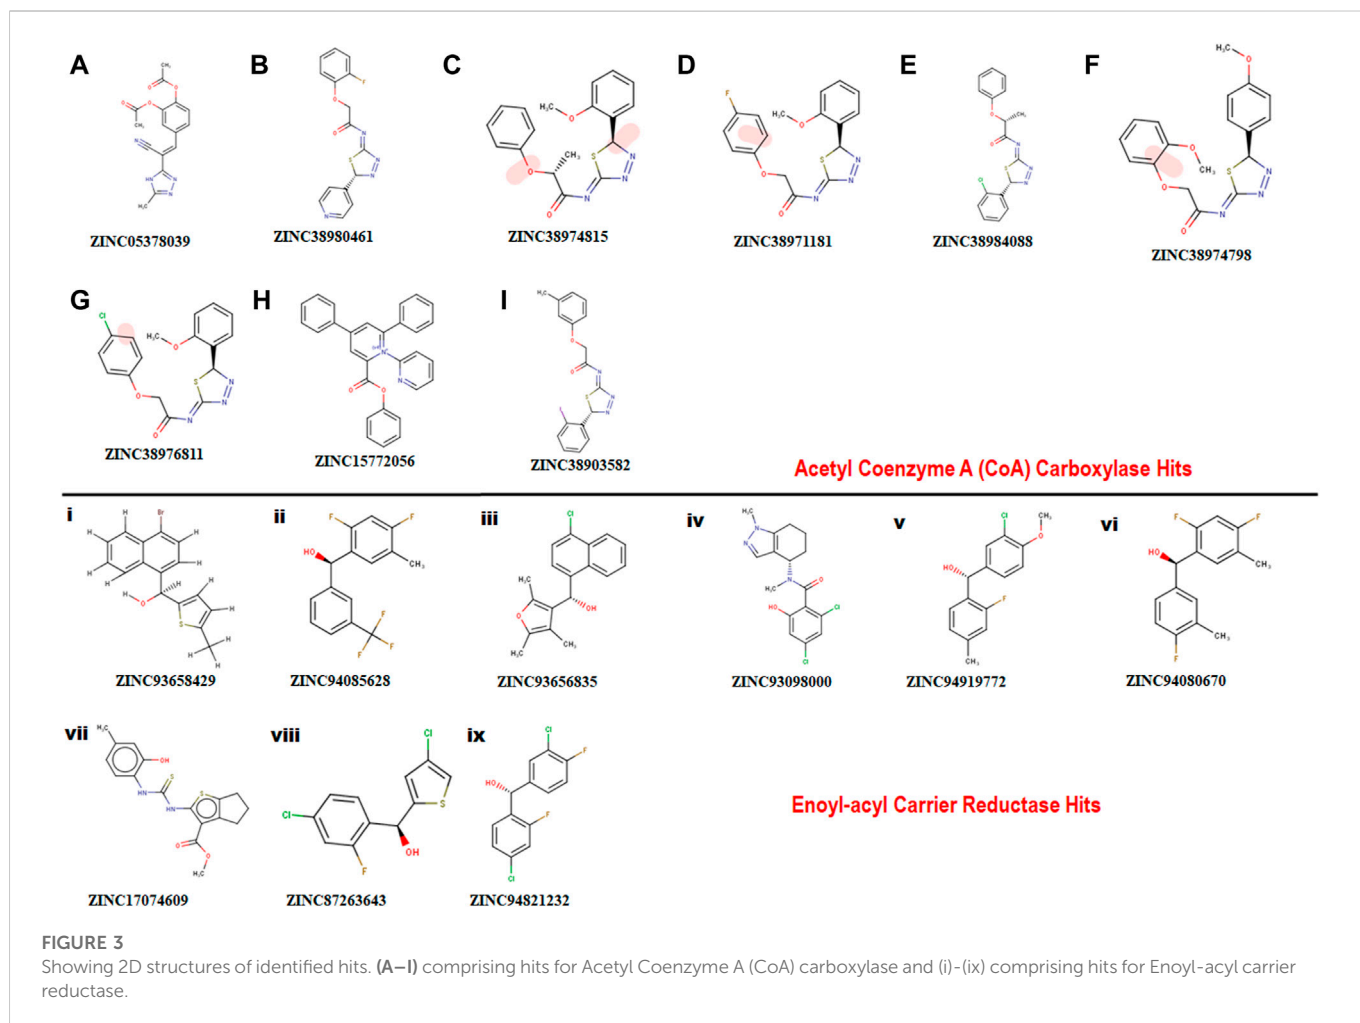 A B C D E F
ZINC05378039 ZINC38980461 ZINC38974815 ZINC38971181 ZINC38984088 ZINC38974798
G H I
ZINC38976811 ZINC15772056 ZINC38903582
Acetyl Coenzyme A (CoA) Carboxylase Hits
i ii iii iv v vi
ZINC93658429 ZINC94085628 ZINC93656835 ZINC93098000 ZINC94919772 ZINC94080670
vii viii ix
Enoyl-acyl Carrier Reductase Hits
ZINC17074609 ZINC87263643 ZINC94821232
FIGURE 3
Showing 2D structures of identified hits. (A–I) comprising hits for Acetyl Coenzyme A (CoA) carboxylase and (i)-(ix) comprising hits for Enoyl-acyl carrier
reductase.